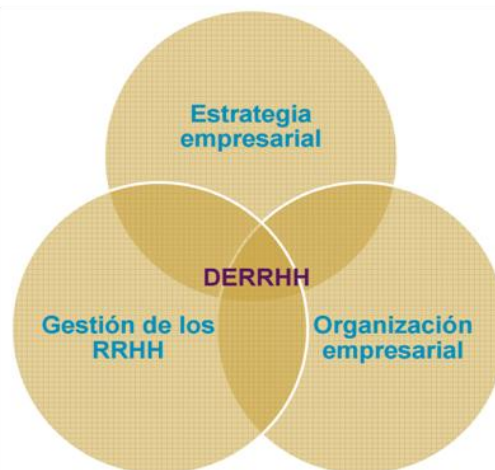 Estrategia
empresarial
DERRHH
Gestión de los
RRHH
Organización
empresarial